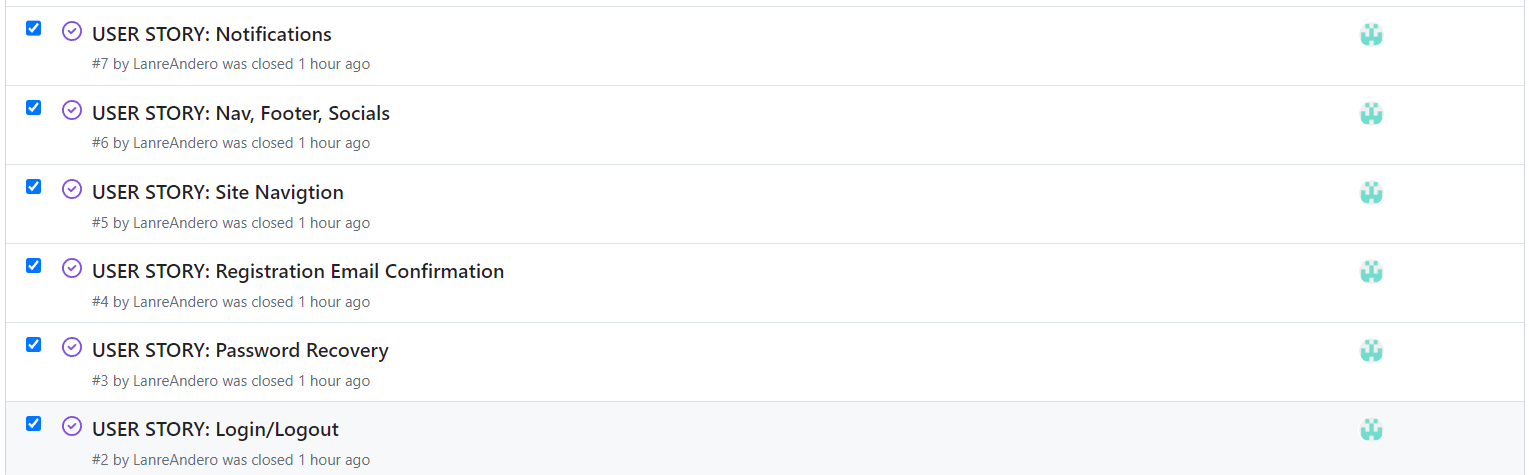 USER STORY: Notifications
#7 by LanreAndero was closed 1 hour ago
USER STORY: Nav, Footer, Socials
#6 by LanreAndero was closed 1 hour ago
USER STORY: Site Navigtion
#5 by LanreAndero was closed 1 hour ago
USER STORY: Registration Email Confirmation
#4 by LanreAndero was closed 1 hour ago
USER STORY: Password Recovery
#3 by LanreAndero was closed 1 hour ago
USER STORY: Login/Logout
#2 by LanreAndero was closed 1 hour ago